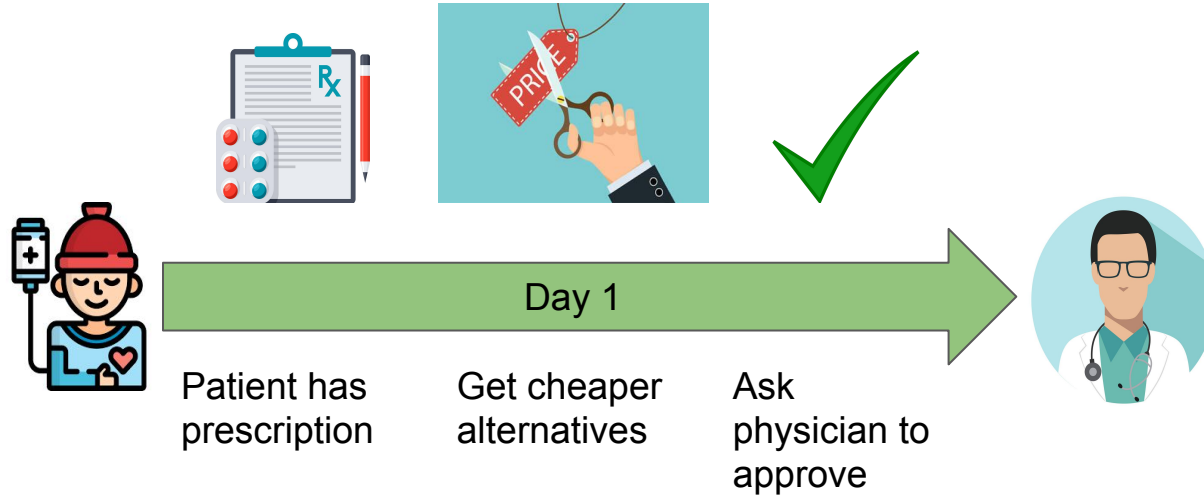 Rx
PRICE
Day 1
Patient has
prescription
Get cheaper
alternatives
Ask
physician to
approve